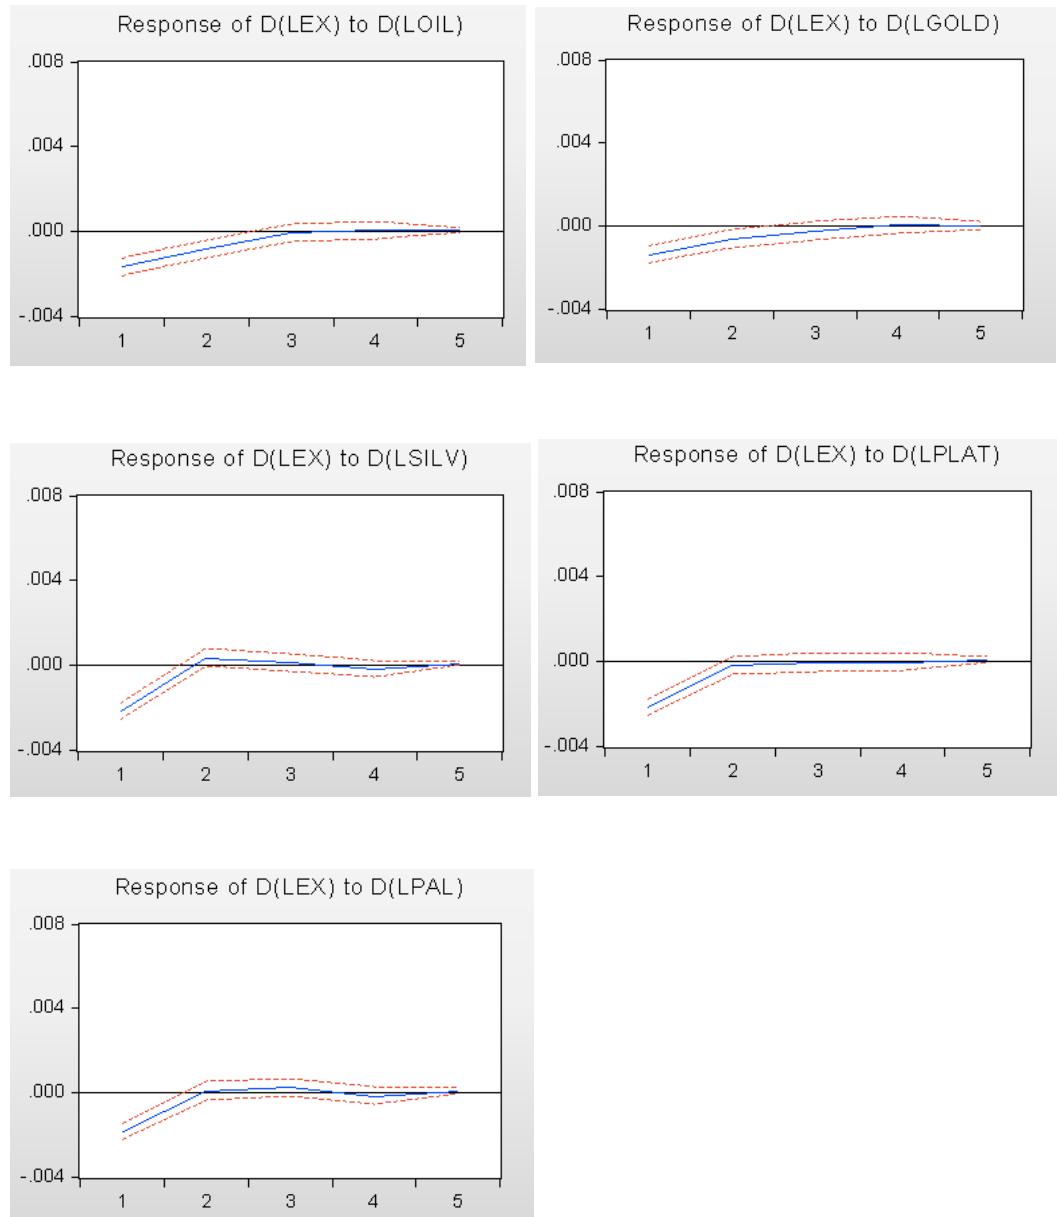 Response of D(LEX) to D(LOIL)
.008
.004
.000
-.004
1 2 3 4 5
Response of D(LEX) to D(LGOLD)
.008
.004
.000
-.004
1 2 3 4 5
Response of D(LEX) to D(LSILV)
.008
.004
.000
-.004
1 2 3 4 5
Response of D(LEX) to D(LPLAT)
.008
.004
.000
-.004
1 2 3 4 5
Response of D(LEX) to D(LPAL)
.008
.004
.000
-.004
1 2 3 4 5